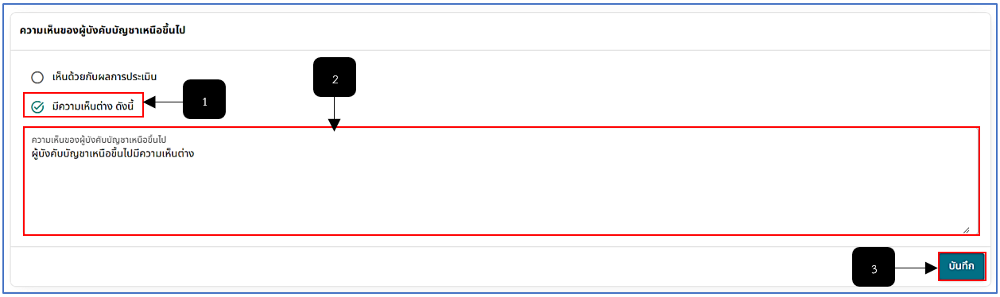 ความเห็นของผู้บังคับบัญชาเหนือขึ้นไป
เห็นด้วยกับผลการประเมิน
2
มีความเห็นต่าง ดังนี้
1
ความเห็นของผู้บังคับบัญชาเหนือขึ้นไป
ผู้บังคับบัญชาเหนือขึ้นไปมีความเห็นต่าง
3
บันทึก